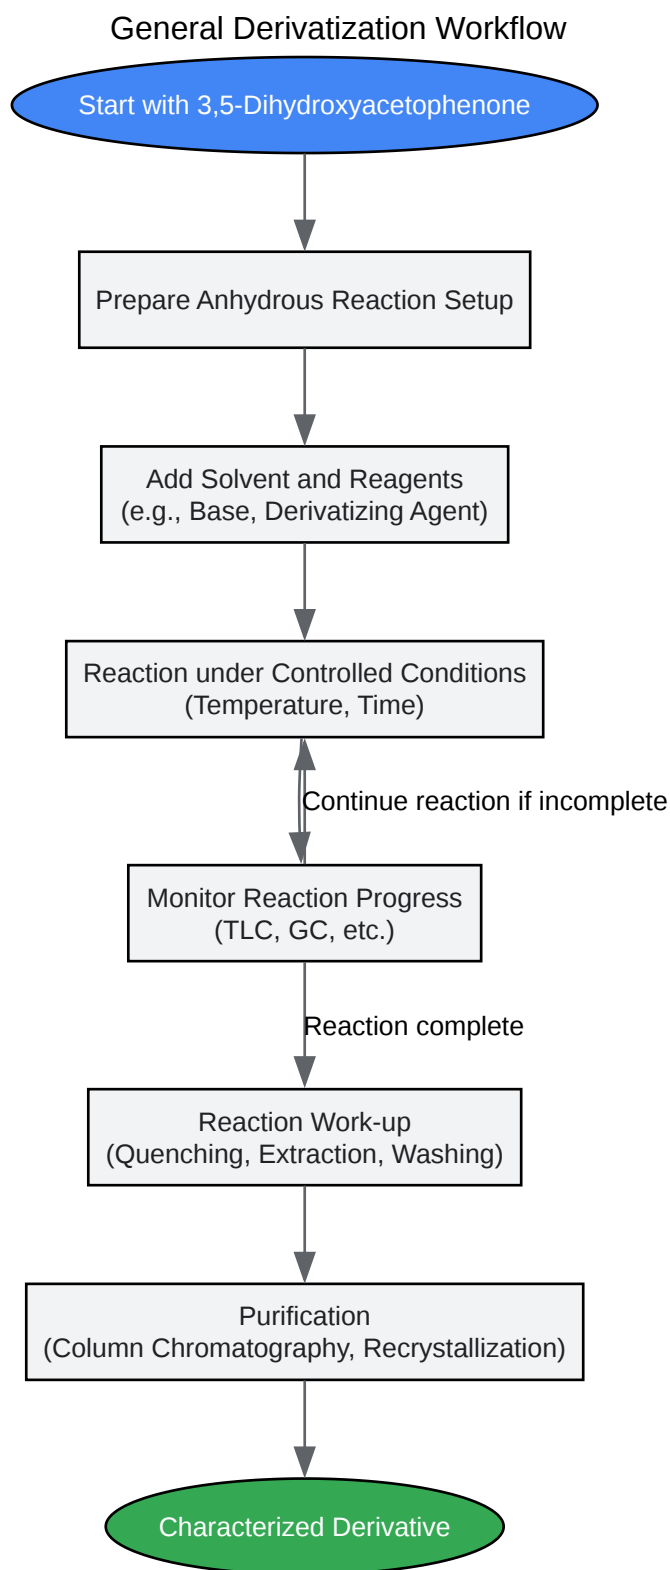 General Derivatization Workflow
Start with 3,5-Dihydroxyacetophenone
Prepare Anhydrous Reaction Setup
Add Solvent and Reagents
(e.g., Base, Derivatizing Agent)
Reaction under Controlled Conditions
(Temperature, Time)
Continue reaction if incomplete
Monitor Reaction Progress
(TLC, GC, etc.)
Reaction complete
Reaction Work-up
(Quenching, Extraction, Washing)
Purification
(Column Chromatography, Recrystallization)
Characterized Derivative